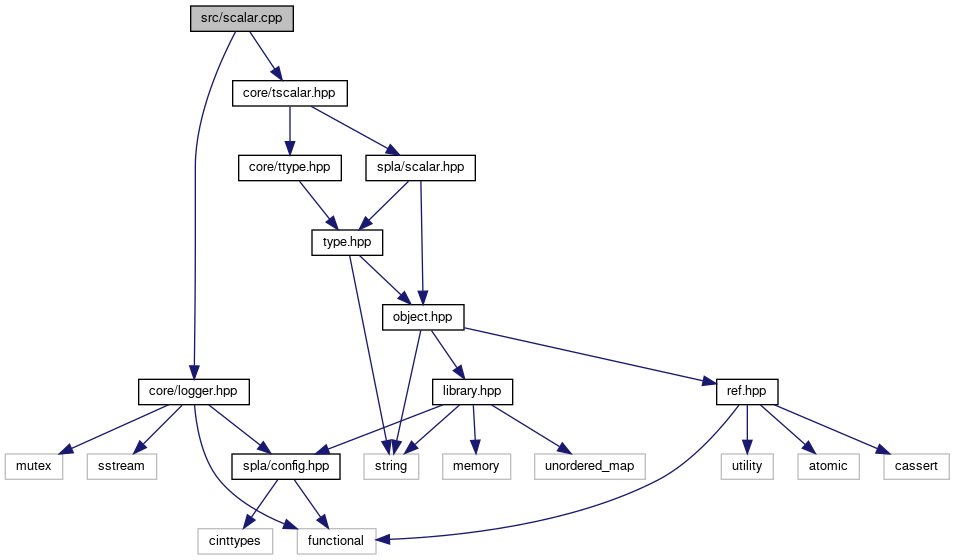 src/scalar.cpp
core/tscalar.hpp
core/ttype.hpp
spla/scalar.hpp
type.hpp
object.hpp
core/logger.hpp
library.hpp
ref.hpp
mutex
sstream
spla/config.hpp
string
memory
unordered_map
utility
atomic
cassert
cinttypes
functional